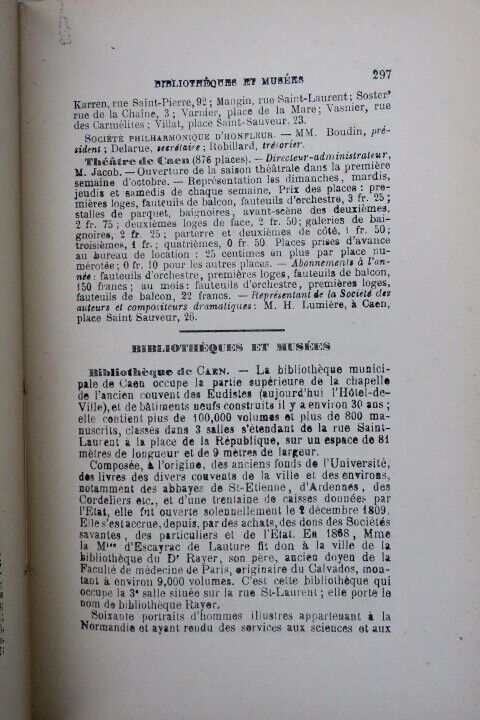 BIBLIOTHÈQUES ET MUSÉES 297
Karren, rue Saint-Pierre, 92 ; Mangin, rue Saint-Laurent ; Soster'
rue de la Chaîne, 3 ; Varnier, place de la Mare ; Vasnier, rue
des Carmélites ; Villat, place Saint-Sauveur, 23.
SOCIÉTÉ PHILHARMONIQUE D'HONFLEUR. — MM. Boudin, pré-
sident ; Delarue, secrétaire ; Robillard, trésorier.
Théâtre de Caen (876 places). — Directeur-administrateur,
M. Jacob. — Ouverture de la saison théâtrale dans la première
semaine d'octobre. — Représentation les dimanches, mardis,
jeudis et samedis de chaque semaine, Prix des places : pre-
mières loges, fauteuils de balcon, fauteuils d'orchestre, 3 fr. 25 ;
stalles de parquet, baignoires, avant-scène des deuxièmes,
2 fr. 75 ; deuxièmes loges de face, 2 fr. 50 ; galeries de bai-
gnoires, 2 fr. 25 ; parterre et deuxièmes de côté, 1 fr. 50 ;
troisièmes, 1 fr. ; quatrièmes, 0 fr. 50. Places prises d'avance
au bureau de location : 25 centimes en plus par place nu-
mérotée ; 0 fr. 10 pour les autres places. — Abonnements à l'an-
née : fauteuils d'orchestre, premières loges, fauteuils de balcon,
150 francs ; au mois : fauteuils d'orchestre, premières loges,
fauteuils de balcon, 22 francs. — Représentant de la Société des
auteurs et compositeurs dramatiques : M. H. Lumière, à Caen,
place Saint Sauveur, 26.
BIBLIOTHÈQUES ET MUSÉES
Bibliothèque de CAEN. — La bibliothèque munici-
pale de Caen occupe la partie supérieure de la chapelle
de l'ancien couvent des Eudistes (aujourd'hui l'Hôtel-de-
Ville), et de bâtiments neufs construits il y a environ 30 ans ;
elle contient plus de 100,000 volumes et plus de 800 ma-
nuscrits, classés dans 3 salles s'étendant de la rue Saint-
Laurent à la place de la République, sur un espace de 81
mètres de longueur et de 9 mètres de largeur.
Composée, à l'origine, des anciens fonds de l'Université,
des livres des divers couvents de la ville et des environs,
notamment des abbayes de St-Etienne, d'Ardennes, des
Cordeliers etc., et d'une trentaine de caisses données par
l'Etat, elle fut ouverte solennellement le 2 décembre 1809.
Elle s'est accrue, depuis, par des achats, des dons des Sociétés
savantes, des particuliers et de l'Etat. En 1868, Mme
la Mise d'Escayrac de Lauture fit don à la ville de la
bibliothèque du Dr Rayer, son père, ancien doyen de la
Faculté de médecine de Paris, originaire du Calvados, mon-
tant à environ 9,000 volumes. C'est cette bibliothèque qui
occupe la 3e salle située sur la rue St-Laurent ; elle porte le
nom de bibliothèque Rayer.
Soixante portraits d'hommes illustres appartenant à la
Normandie et ayant rendu des services aux sciences et aux